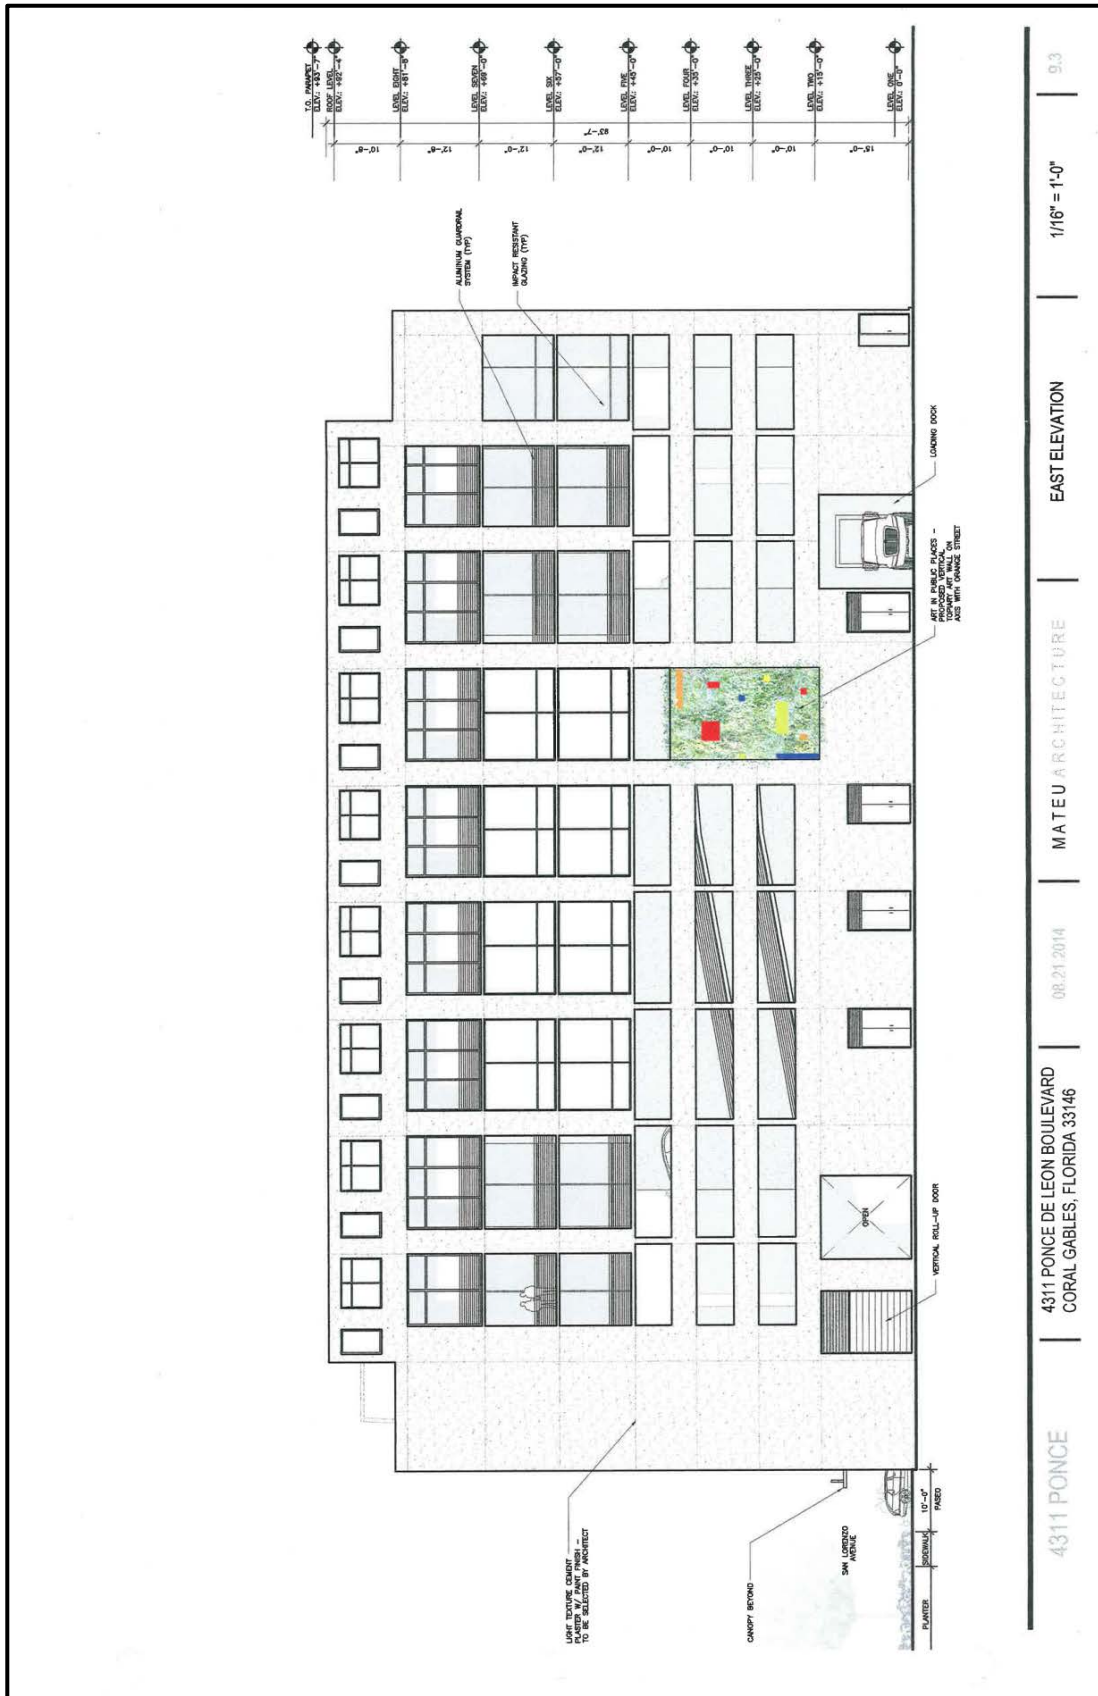 T.O. PARAPET
ELEV.: +93'-7"
ROOF LEVEL
ELEV.: +92'-4"
LEVEL EIGHT
ELEV.: +81'-8"
LEVEL SEVEN
ELEV.: +69'-0"
LEVEL SIX
ELEV.: +57'-0"
LEVEL FIVE
ELEV.: +45'-0"
LEVEL FOUR
ELEV.: +35'-0"
LEVEL THREE
ELEV.: +25'-0"
LEVEL TWO
ELEV.: +15'-0"
LEVEL ONE
ELEV.: 0'-0"
93'-7"
10'-8"
12'-8"
12'-0"
12'-0"
10'-0"
10'-0"
10'-0"
15'-0"
ALUMINUM GUARDRAIL
SYSTEM (TYP)
IMPACT RESISTANT
GLAZING (TYP)
LOADING DOCK
ART IN PUBLIC PLACES –
PROPOSED VERTICAL
TOPIARY ART WALL ON
AXIS WITH ORANGE STREET
OPEN
VERTICAL ROLL-UP DOOR
LIGHT TEXTURE CEMENT
PLASTER W/ PAINT FINISH –
TO BE SELECTED BY ARCHITECT
CANOPY BEYOND
SAN LORENZO
AVENUE
PLANTER
SIDEWALK
10'-0"
PASEO
4311 PONCE
4311 PONCE DE LEON BOULEVARD
CORAL GABLES, FLORIDA 33146
08.21.2014
MATEU ARCHITECTURE
EAST ELEVATION
1/16" = 1'-0"
9.3